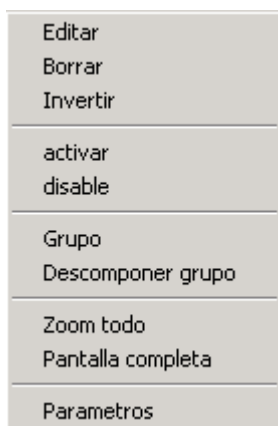 Editar
Borrar
Invertir
activar
disable
Grupo
Descomponer grupo
Zoom todo
Pantalla completa
Parametros